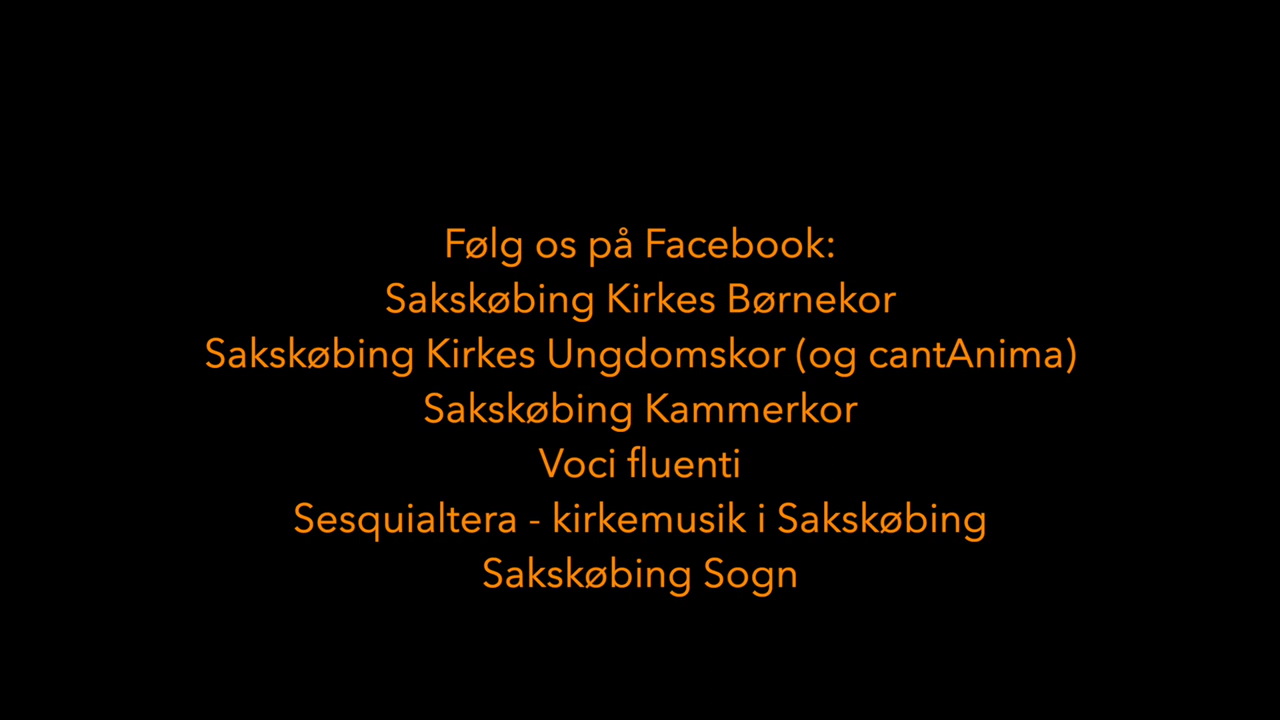 Følg os på Facebook:
Sakskøbing Kirkes Børnekor
Sakskøbing Kirkes Ungdomskor (og cantAnima)
Sakskøbing Kammerkor
Voci fluenti
Sesquialtera - kirkemusik i Sakskøbing
Sakskøbing Sogn